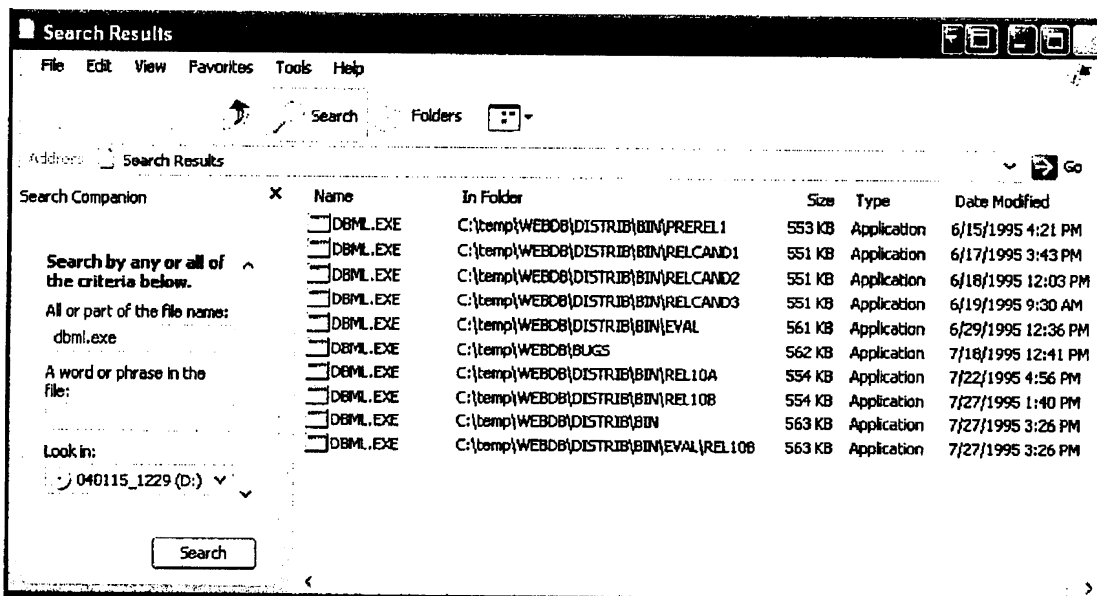 Search Results
File Edit View Favorites Tools Help
Search Folders
Address Search Results Go
Search Companion
Search by any or all of
the criteria below.
All or part of the file name:
dbml.exe
A word or phrase in the
file:
Look in:
040115_1229 (D:)
Search
Name In Folder Size Type Date Modified
DBML.EXE C:\temp\WEBDB\DISTRIB\BIN\PREREL1 553 KB Application 6/15/1995 4:21 PM
DBML.EXE C:\temp\WEBDB\DISTRIB\BIN\RELCAND1 551 KB Application 6/17/1995 3:43 PM
DBML.EXE C:\temp\WEBDB\DISTRIB\BIN\RELCAND2 551 KB Application 6/18/1995 12:03 PM
DBML.EXE C:\temp\WEBDB\DISTRIB\BIN\RELCAND3 551 KB Application 6/19/1995 9:30 AM
DBML.EXE C:\temp\WEBDB\DISTRIB\BIN\EVAL 561 KB Application 6/29/1995 12:36 PM
DBML.EXE C:\temp\WEBDB\BUGS 562 KB Application 7/18/1995 12:41 PM
DBML.EXE C:\temp\WEBDB\DISTRIB\BIN\REL10A 554 KB Application 7/22/1995 4:56 PM
DBML.EXE C:\temp\WEBDB\DISTRIB\BIN\REL10B 554 KB Application 7/27/1995 1:40 PM
DBML.EXE C:\temp\WEBDB\DISTRIB\BIN 563 KB Application 7/27/1995 3:26 PM
DBML.EXE C:\temp\WEBDB\DISTRIB\BIN\EVAL\REL10B 563 KB Application 7/27/1995 3:26 PM